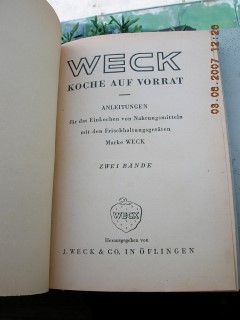 WECK
KOCHE AUF VORRAT
ANLEITUNGEN
für das Einkochen von Nahrungsmitteln
mit den Frischhaltungsgeräten
Marke WECK
ZWEI BÄNDE
WECK
Herausgegeben von
J. WECK & CO. IN ÖFLINGEN
03-06-2007 12:26